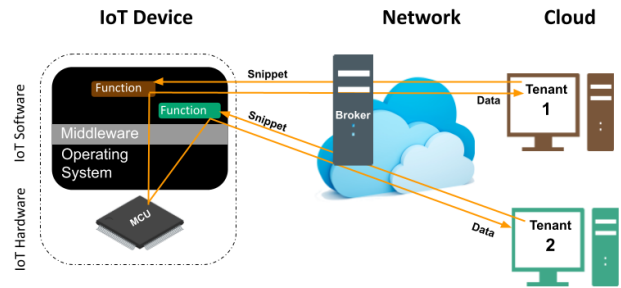 IoT Device
Network
Cloud
IoT Software
IoT Hardware
Function
Function
Middleware
Operating
System
MCU
Snippet
Data
Snippet
Data
Broker
Tenant
1
Tenant
2